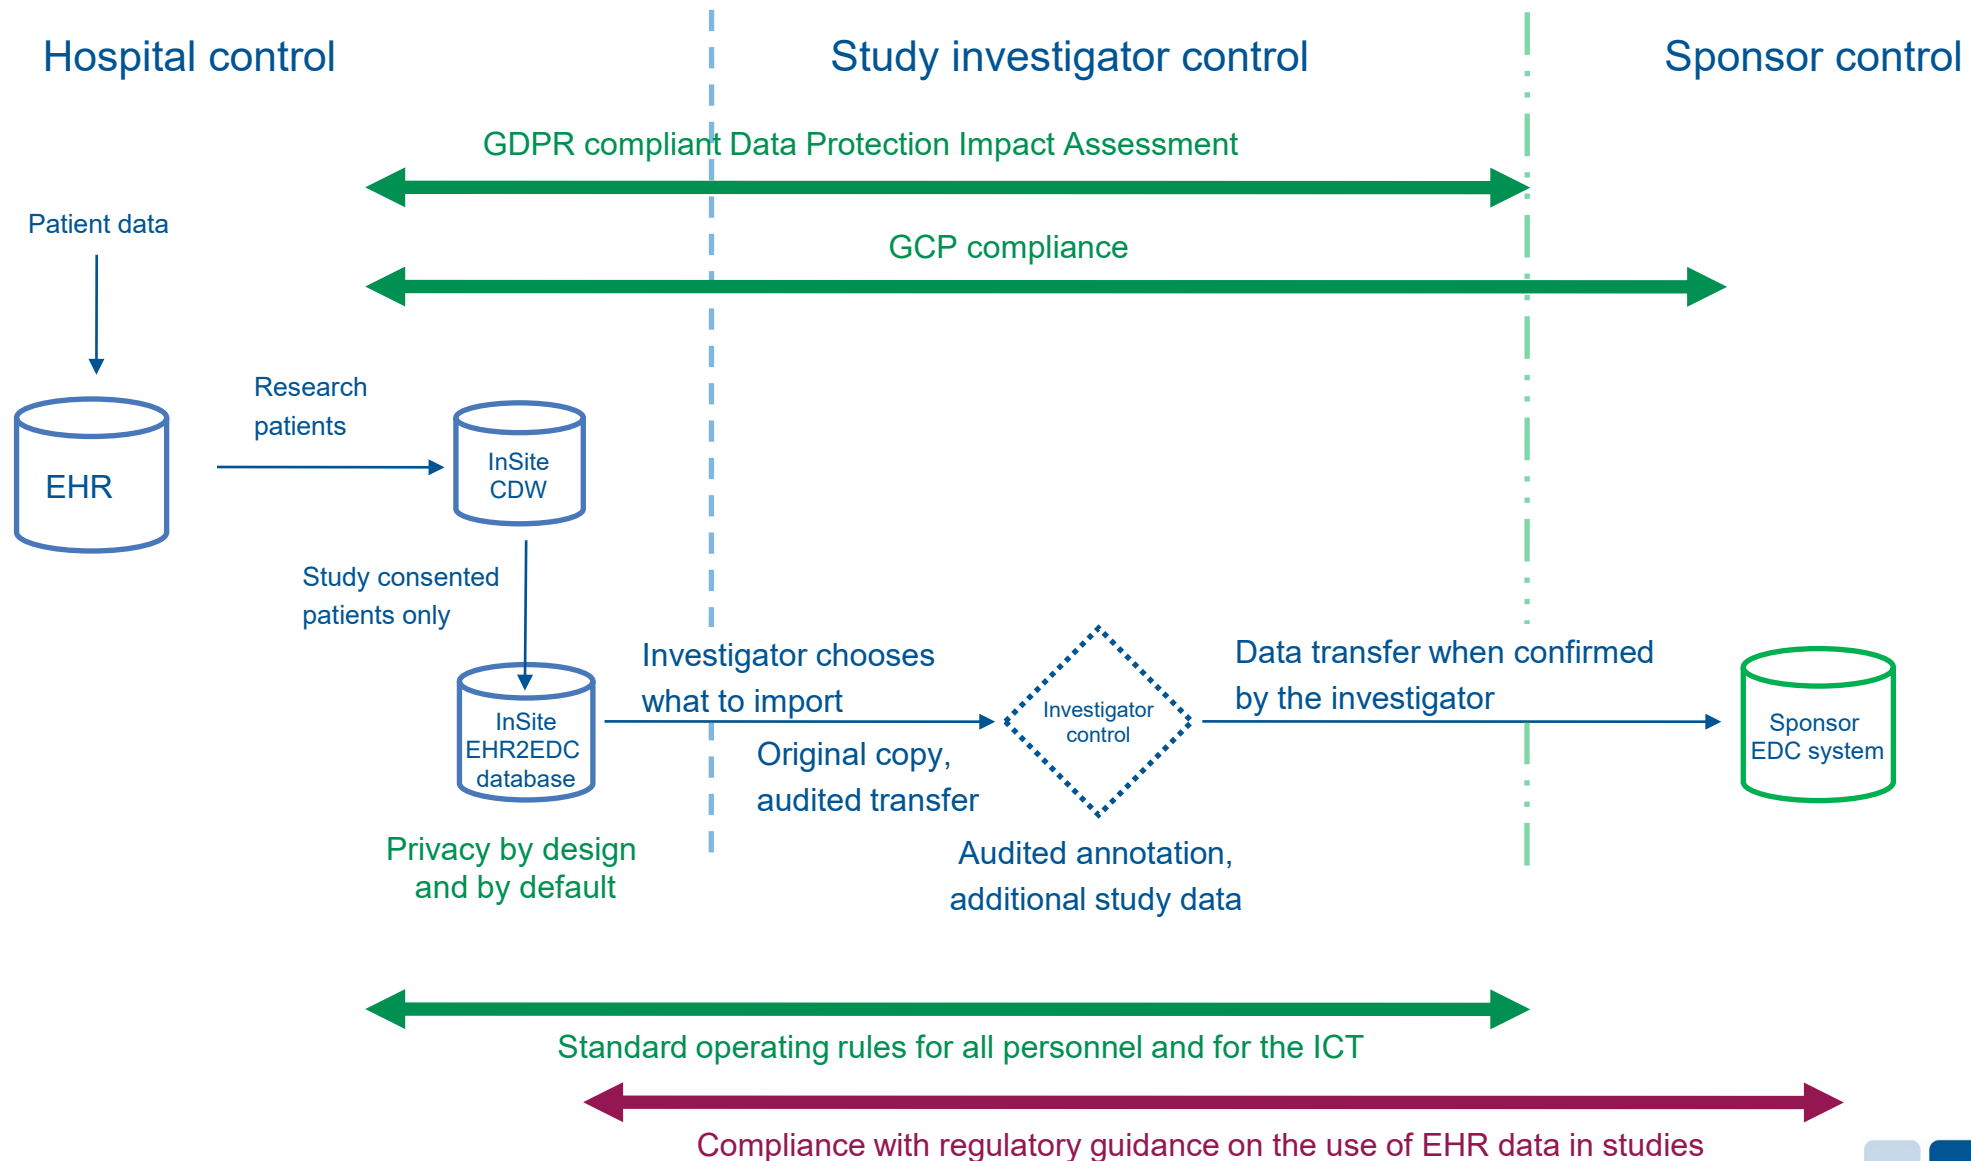 Hospital control
Study investigator control
Sponsor control
GDPR compliant Data Protection Impact Assessment
Patient data
GCP compliance
Research
patients
EHR
InSite
CDW
Study consented
patients only
Investigator chooses
what to import
Data transfer when confirmed
by the investigator
InSite
EHR2EDC
database
Original copy,
audited transfer
Investigator
control
Sponsor
EDC system
Privacy by design
and by default
Audited annotation,
additional study data
Standard operating rules for all personnel and for the ICT
Compliance with regulatory guidance on the use of EHR data in studies